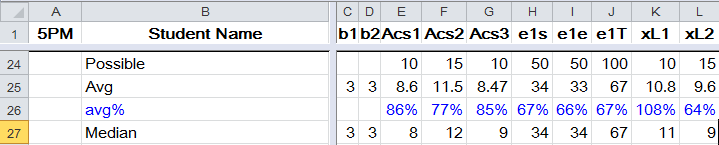 A B C D E F G H I J K L
1 5PM Student Name b1 b2 Acs1 Acs2 Acs3 e1s e1e e1T xL1 xL2
24 Possible 10 15 10 50 50 100 10 15
25 Avg 3 3 8.6 11.5 8.47 34 33 67 10.8 9.6
26 avg% 86% 77% 85% 67% 66% 67% 108% 64%
27 Median 3 3 8 12 9 34 34 67 11 9